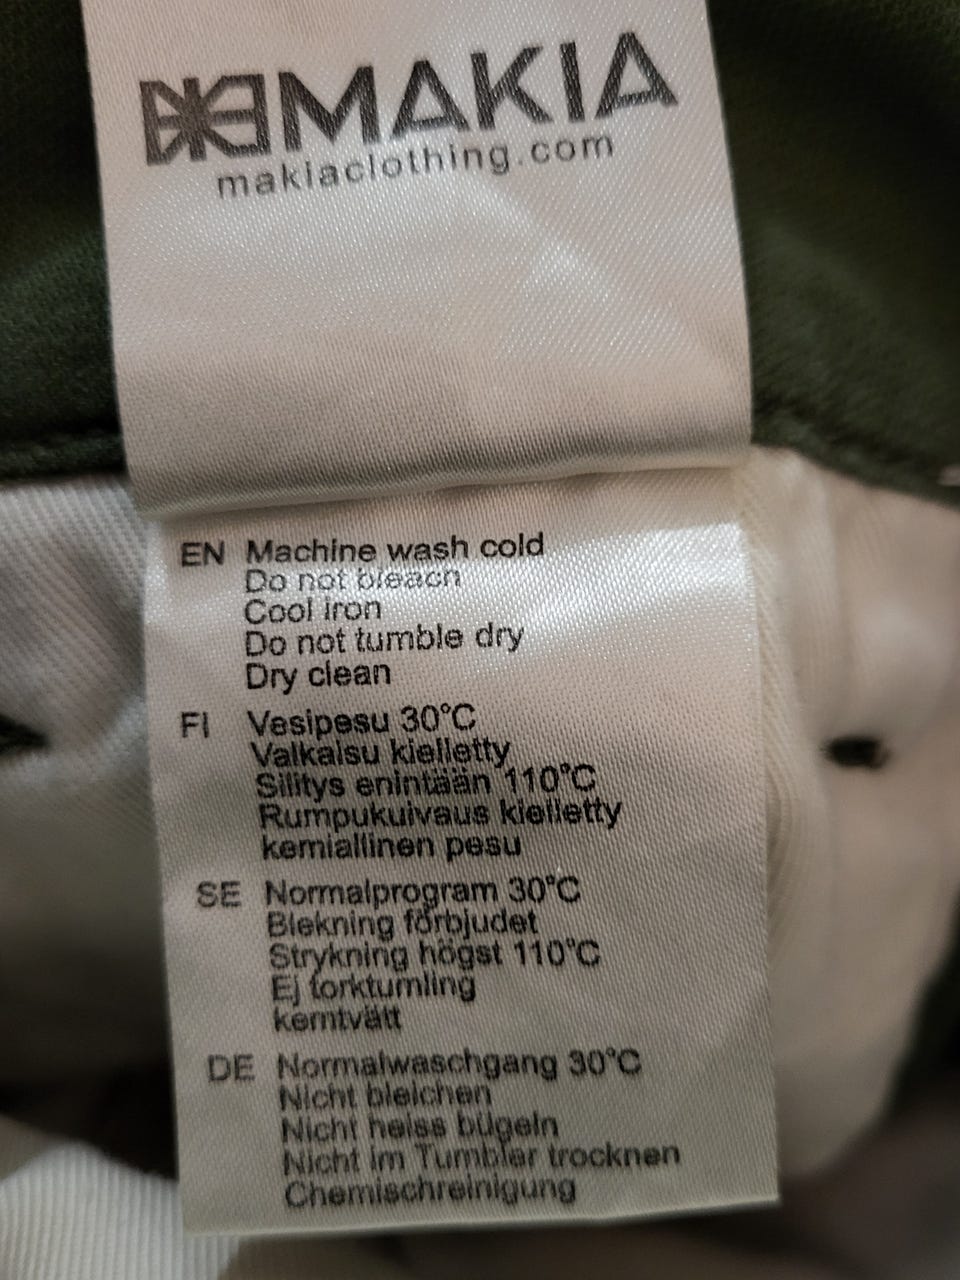 MAKIA
makiaclothing.com
EN Machine wash cold
Do not bleach
Cool iron
Do not tumble dry
Dry clean
FI Vesipesu 30°C
Valkaisu kielletty
Silitys enintään 110°C
Rumpukuivaus kielletty
kemiallinen pesu
SE Normalprogram 30°C
Blekning förbjudet
Strykning högst 110°C
Ej torktumling
kemtvätt
DE Normalwaschgang 30°C
Nicht bleichen
Nicht heiss bügeln
Nicht im Tumbler trocknen
Chemischreinigung